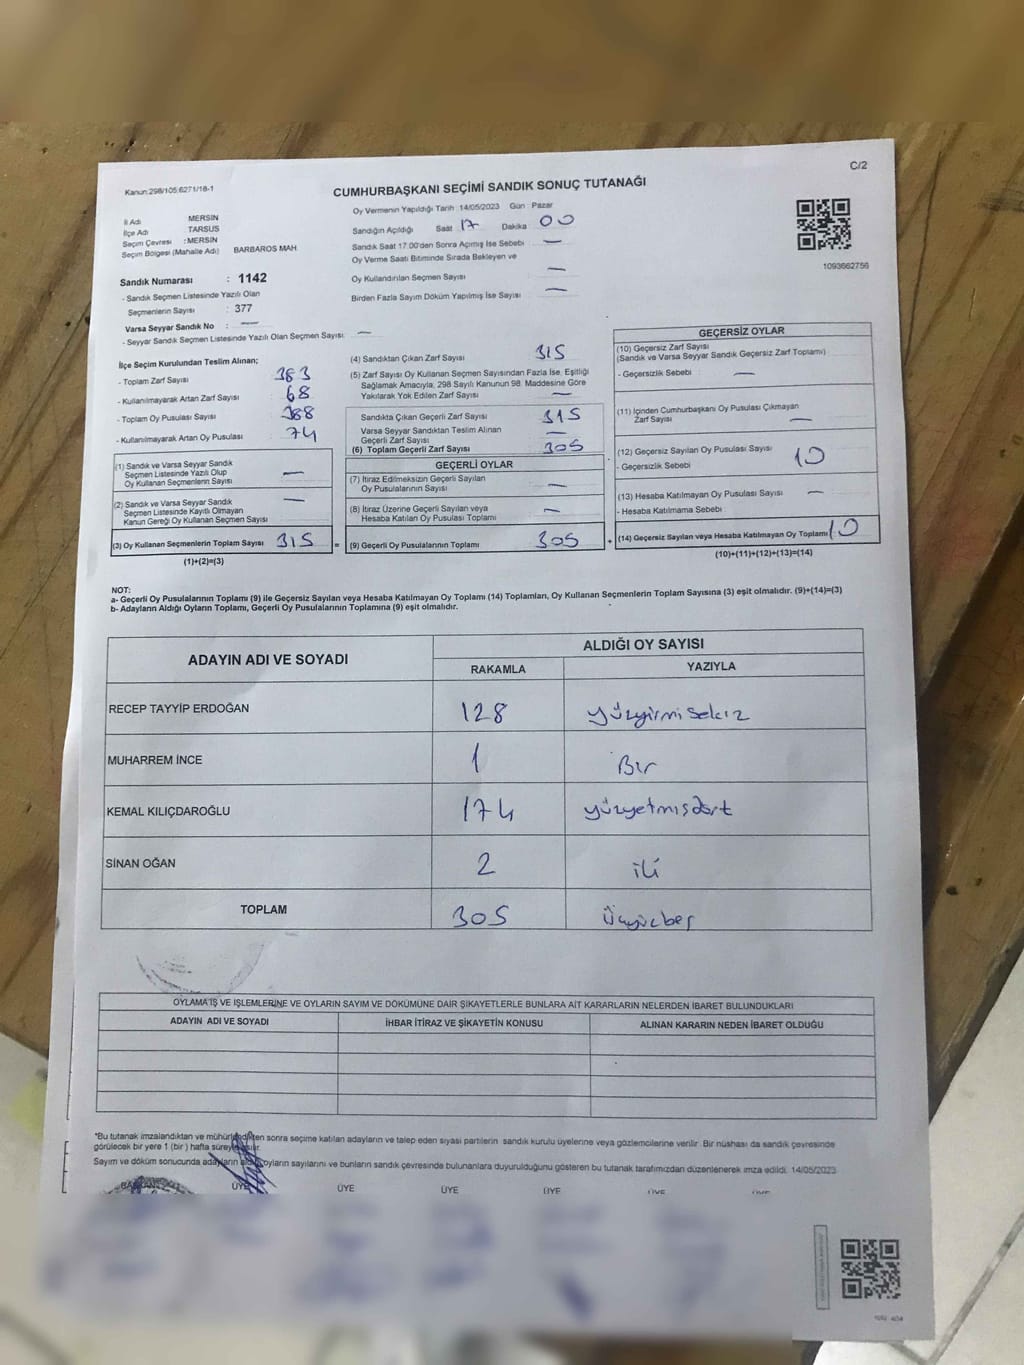 C/2
Kanun:298/105;6271/18-1
CUMHURBAŞKANI SEÇİMİ SANDIK SONUÇ TUTANAĞI
İl Adı MERSİN
İlçe Adı TARSUS
Seçim Çevresi :MERSİN
Seçim Bölgesi (Mahalle Adı) BARBAROS MAH
Oy Vermenin Yapıldığı Tarih :14/05/2023 Gün : Pazar
Sandığın Açıldığı Saat 17 Dakika 00
Sandık Saat 17.00'den Sonra Açımış İse Sebebi —
Oy Verme Saati Bitiminde Sırada Bekleyen ve
Oy Kullandırılan Seçmen Sayısı —
Birden Fazla Sayım Döküm Yapılmış İse Sayısı —
1093662756
Sandık Numarası : 1142
- Sandık Seçmen Listesinde Yazılı Olan
Seçmenlerin Sayısı : 377
Varsa Seyyar Sandık No : —
- Seyyar Sandık Seçmen Listesinde Yazılı Olan Seçmen Sayısı: —
İlçe Seçim Kurulundan Teslim Alınan;
- Toplam Zarf Sayısı 383
- Kullanılmayarak Artan Zarf Sayısı 68
- Toplam Oy Pusulası Sayısı 388
- Kullanılmayarak Artan Oy Pusulası 74
(1) Sandık ve Varsa Seyyar Sandık
Seçmen Listesinde Yazılı Olup
Oy Kullanan Seçmenlerin Sayısı —
(2) Sandık ve Varsa Seyyar Sandık
Seçmen Listesinde Kayıtlı Olmayan
Kanun Gereği Oy Kullanan Seçmen Sayısı —
(3) Oy Kullanan Seçmenlerin Toplam Sayısı 315 =
(1)+(2)=(3)
(4) Sandıktan Çıkan Zarf Sayısı 315
(5) Zarf Sayısı Oy Kullanan Seçmen Sayısından Fazla İse, Eşitliği
Sağlamak Amacıyla, 298 Sayılı Kanunun 98. Maddesine Göre
Yakılarak Yok Edilen Zarf Sayısı —
Sandıkta Çıkan Geçerli Zarf Sayısı 315
Varsa Seyyar Sandıktan Teslim Alınan
Geçerli Zarf Sayısı —
(6) Toplam Geçerli Zarf Sayısı 305
GEÇERLİ OYLAR
(7) İtiraz Edilmeksizin Geçerli Sayılan
Oy Pusulalarının Sayısı —
(8) İtiraz Üzerine Geçerli Sayılan veya
Hesaba Katılan Oy Pusulası Toplamı —
(9) Geçerli Oy Pusulalarının Toplamı 305 +
GEÇERSİZ OYLAR
(10) Geçersiz Zarf Sayısı
(Sandık ve Varsa Seyyar Sandık Geçersiz Zarf Toplamı)
- Geçersizlik Sebebi : —
(11) İçinden Cumhurbaşkanı Oy Pusulası Çıkmayan
Zarf Sayısı —
(12) Geçersiz Sayılan Oy Pusulası Sayısı 10
- Geçersizlik Sebebi :
(13) Hesaba Katılmayan Oy Pusulası Sayısı —
- Hesaba Katılmama Sebebi :
(14) Geçersiz Sayılan veya Hesaba Katılmayan Oy Toplamı 10
(10)+(11)+(12)+(13)=(14)
NOT:
a- Geçerli Oy Pusulalarının Toplamı (9) ile Geçersiz Sayılan veya Hesaba Katılmayan Oy Toplamı (14) Toplamları, Oy Kullanan Seçmenlerin Toplam Sayısına (3) eşit olmalıdır. (9)+(14)=(3)
b- Adayların Aldığı Oyların Toplamı, Geçerli Oy Pusulalarının Toplamına (9) eşit olmalıdır.
ADAYIN ADI VE SOYADI
ALDIĞI OY SAYISI
RAKAMLA YAZIYLA
RECEP TAYYİP ERDOĞAN 128 yüzyirmi sekiz
MUHARREM İNCE 1 Bir
KEMAL KILIÇDAROĞLU 174 yüzyetmişdört
SİNAN OĞAN 2 iki
TOPLAM 305 üçyüzbeş
OYLAMA İŞ VE İŞLEMLERİNE VE OYLARIN SAYIM VE DÖKÜMÜNE DAİR ŞİKAYETLERLE BUNLARA AİT KARARLARIN NELERDEN İBARET BULUNDUKLARI
ADAYIN ADI VE SOYADI İHBAR İTİRAZ VE ŞİKAYETİN KONUSU ALINAN KARARIN NEDEN İBARET OLDUĞU
*Bu tutanak imzalandıktan ve mühürlendikten sonra seçime katılan adayların ve talep eden siyasi partilerin sandık kurulu üyelerine veya gözlemcilerine verilir. Bir nüshası da sandık çevresinde
görülecek bir yere 1 (bir) hafta süreyle asılır.
Sayım ve döküm sonucunda adayların aldığı oyların sayılarını ve bunların sandık çevresinde bulunanlara duyurulduğunu gösteren bu tutanak tarafımızdan düzenlenerek imza edildi. 14/05/2023
BAŞKAN ÜYE ÜYE ÜYE ÜYE ÜYE ÜYE